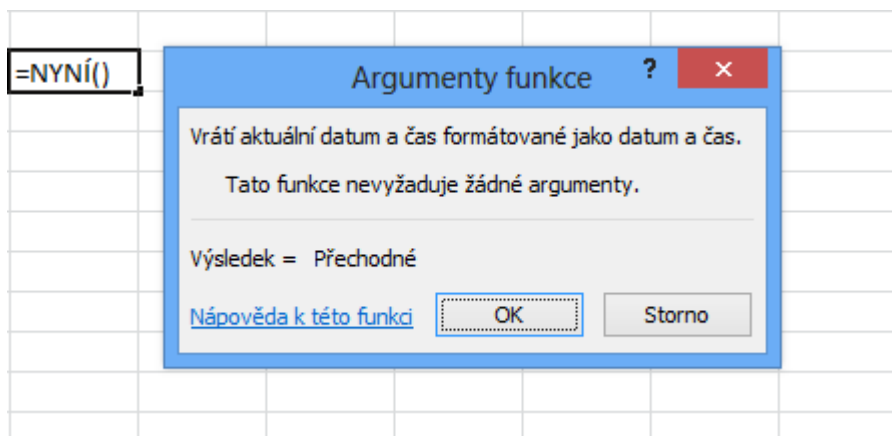 =NYNÍ()
Argumenty funkce
?
Vrátí aktuální datum a čas formátované jako datum a čas.
Tato funkce nevyžaduje žádné argumenty.
Výsledek = Přechodné
Nápověda k této funkci
OK
Storno